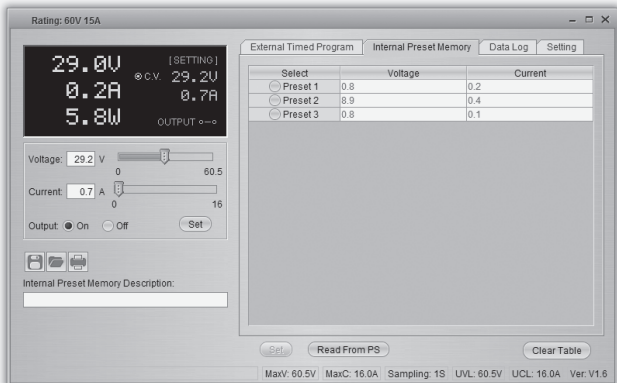 Rating: 60V 15A
29.0V
[SETTING]
C.V. 29.2V
0.2A
0.7A
5.8W
OUTPUT
Voltage: 29.2 V
0 60.5
Current: 0.7 A
0 16
Output: On Off Set
Internal Preset Memory Description:
External Timed Program Internal Preset Memory Data Log Setting
Select Voltage Current
Preset 1 0.8 0.2
Preset 2 8.9 0.4
Preset 3 0.8 0.1
Set Read From PS Clear Table
MaxV: 60.5V MaxC: 16.0A Sampling: 1S UVL: 60.5V UCL: 16.0A Ver: V1.6